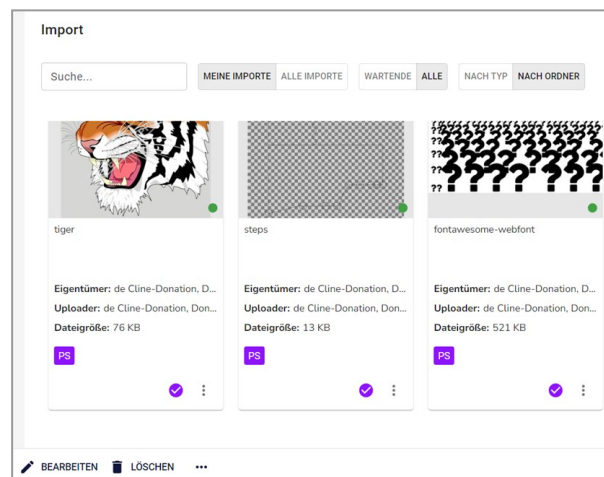 Import
Suche...
MEINE IMPORTE ALLE IMPORTE WARTENDE ALLE NACH TYP NACH ORDNER
tiger
Eigentümer: de Cline-Donation, D...
Uploader: de Cline-Donation, Don...
Dateigröße: 76 KB
PS
steps
Eigentümer: de Cline-Donation, D...
Uploader: de Cline-Donation, Don...
Dateigröße: 13 KB
PS
fontawesome-webfont
Eigentümer: de Cline-Donation, D...
Uploader: de Cline-Donation, Don...
Dateigröße: 521 KB
PS
BEARBEITEN LÖSCHEN ...